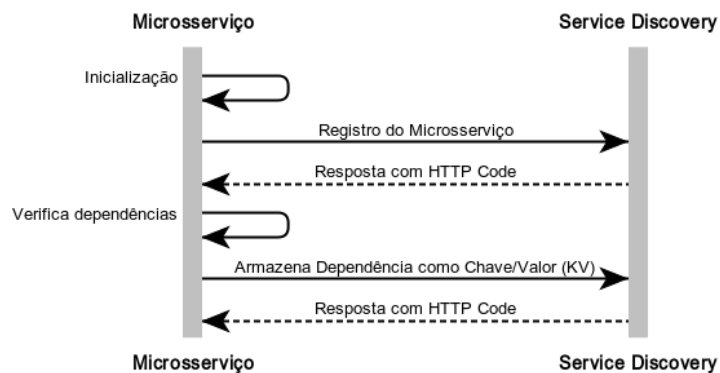 Microsserviço
Service Discovery
Inicialização
Registro do Microsserviço
Resposta com HTTP Code
Verifica dependências
Armazena Dependência como Chave/Valor (KV)
Resposta com HTTP Code
Microsserviço
Service Discovery